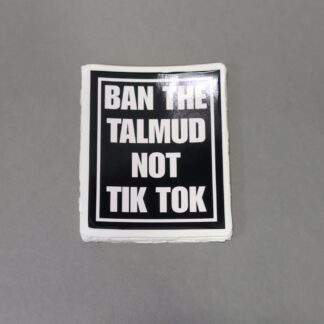 BAN THE
TALMUD
NOT
TIK TOK